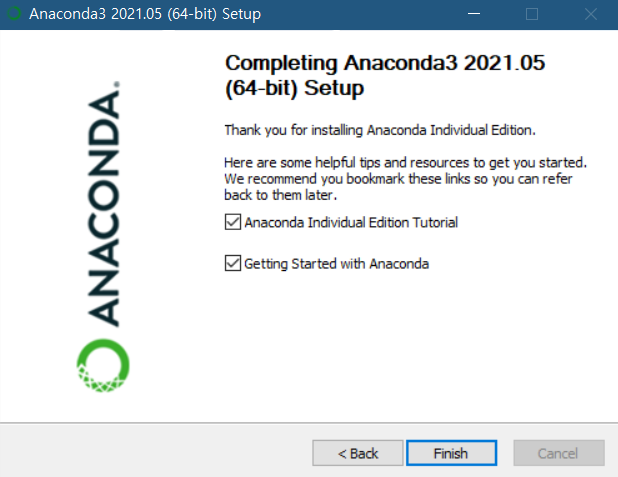 Anaconda3 2021.05 (64-bit) Setup
ANACONDA.
Completing Anaconda3 2021.05
(64-bit) Setup
Thank you for installing Anaconda Individual Edition.
Here are some helpful tips and resources to get you started.
We recommend you bookmark these links so you can refer
back to them later.
Anaconda Individual Edition Tutorial
Getting Started with Anaconda
< Back
Finish
Cancel